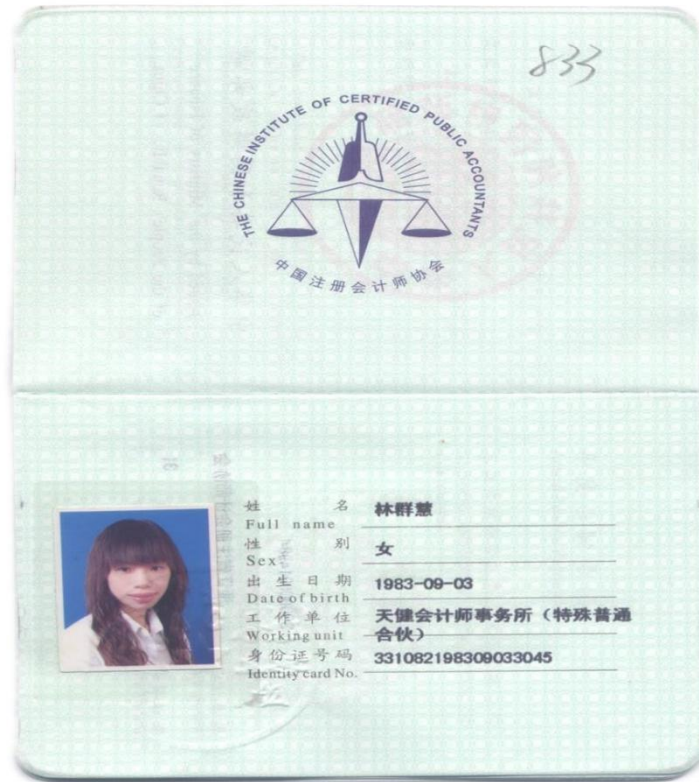 833
THE CHINESE INSTITUTE OF CERTIFIED PUBLIC ACCOUNTANTS
中国注册会计师协会
姓 名 林群慧
Full name
性 别 女
Sex
出生日期 1983-09-03
Date of birth
工作单位 天健会计师事务所（特殊普通
Working unit 合伙）
身份证号码 331082198309033045
Identity card No.